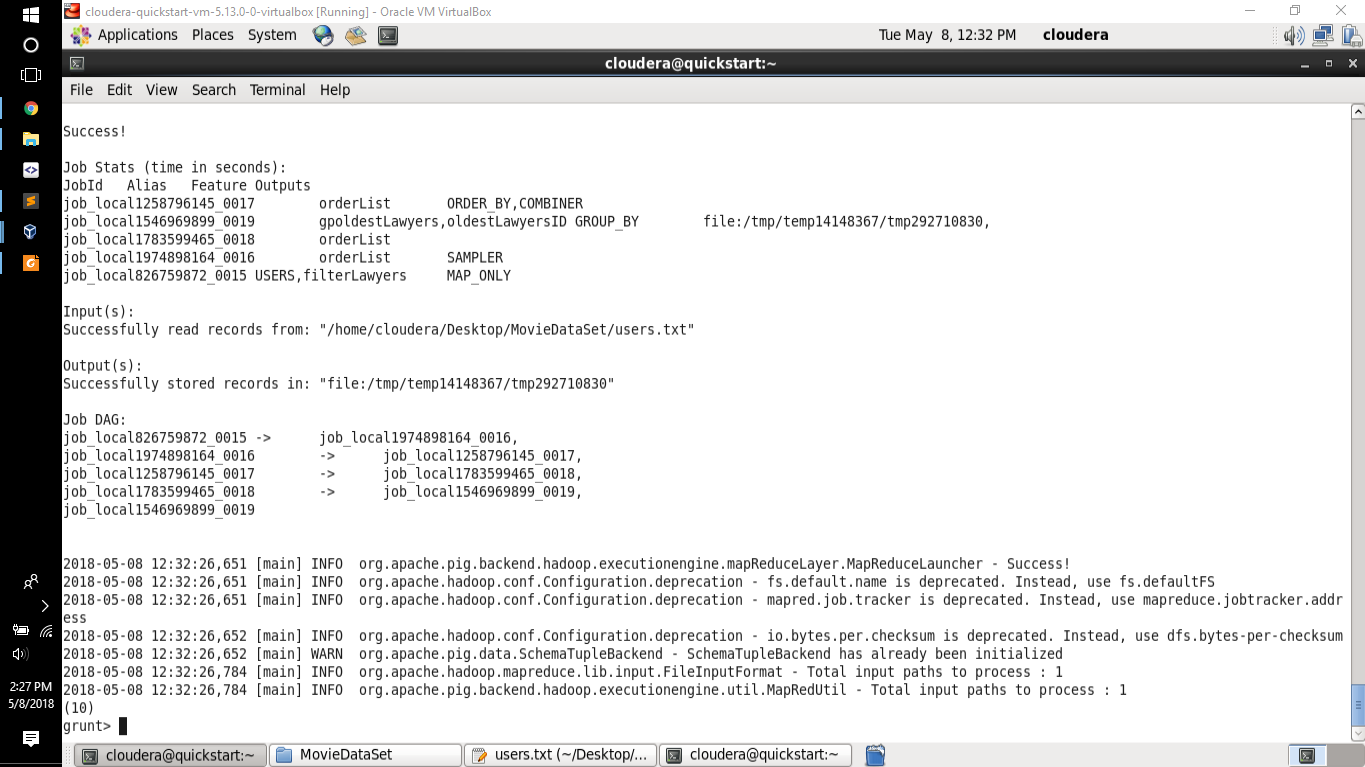 cloudera-quickstart-vm-5.13.0-0-virtualbox [Running] - Oracle VM VirtualBox
Applications Places System Tue May 8, 12:32 PM cloudera
cloudera@quickstart:~
File Edit View Search Terminal Help
Success!
Job Stats (time in seconds):
JobId Alias Feature Outputs
job_local1258796145_0017 orderList ORDER_BY,COMBINER
job_local1546969899_0019 gpoldestLawyers,oldestLawyersID GROUP_BY file:/tmp/temp14148367/tmp292710830,
job_local1783599465_0018 orderList
job_local1974898164_0016 orderList SAMPLER
job_local826759872_0015 USERS,filterLawyers MAP_ONLY
Input(s):
Successfully read records from: "/home/cloudera/Desktop/MovieDataSet/users.txt"
Output(s):
Successfully stored records in: "file:/tmp/temp14148367/tmp292710830"
Job DAG:
job_local826759872_0015 -> job_local1974898164_0016,
job_local1974898164_0016 -> job_local1258796145_0017,
job_local1258796145_0017 -> job_local1783599465_0018,
job_local1783599465_0018 -> job_local1546969899_0019,
job_local1546969899_0019
2018-05-08 12:32:26,651 [main] INFO org.apache.pig.backend.hadoop.executionengine.mapReduceLayer.MapReduceLauncher - Success!
2018-05-08 12:32:26,651 [main] INFO org.apache.hadoop.conf.Configuration.deprecation - fs.default.name is deprecated. Instead, use fs.defaultFS
2018-05-08 12:32:26,651 [main] INFO org.apache.hadoop.conf.Configuration.deprecation - mapred.job.tracker is deprecated. Instead, use mapreduce.jobtracker.addr
ess
2018-05-08 12:32:26,652 [main] INFO org.apache.hadoop.conf.Configuration.deprecation - io.bytes.per.checksum is deprecated. Instead, use dfs.bytes-per-checksum
2018-05-08 12:32:26,652 [main] WARN org.apache.pig.data.SchemaTupleBackend - SchemaTupleBackend has already been initialized
2018-05-08 12:32:26,784 [main] INFO org.apache.hadoop.mapreduce.lib.input.FileInputFormat - Total input paths to process : 1
2018-05-08 12:32:26,784 [main] INFO org.apache.pig.backend.hadoop.executionengine.util.MapRedUtil - Total input paths to process : 1
(10)
grunt>
cloudera@quickstart:~ MovieDataSet users.txt (~/Desktop/... cloudera@quickstart:~
2:27 PM
5/8/2018